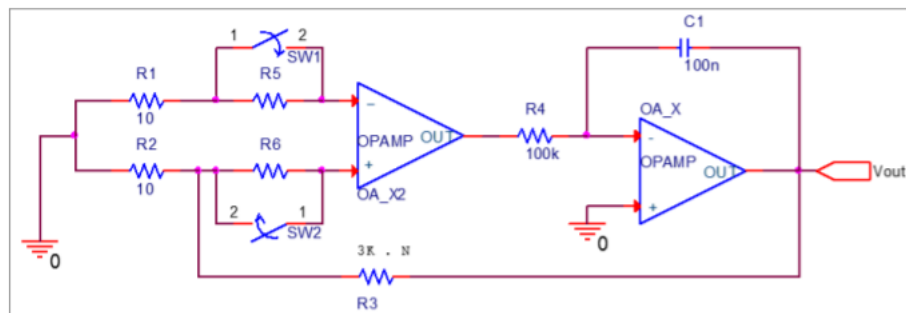 C1
1 2
SW1
100n
R1
R5
R4
OA_X
10
-
OUT
-
R2
R6
OPAMP
100k
OPAMP
OUT
Vout
10
+
OA_X2
+
0
2 1
SW2
0
3K . N
R3